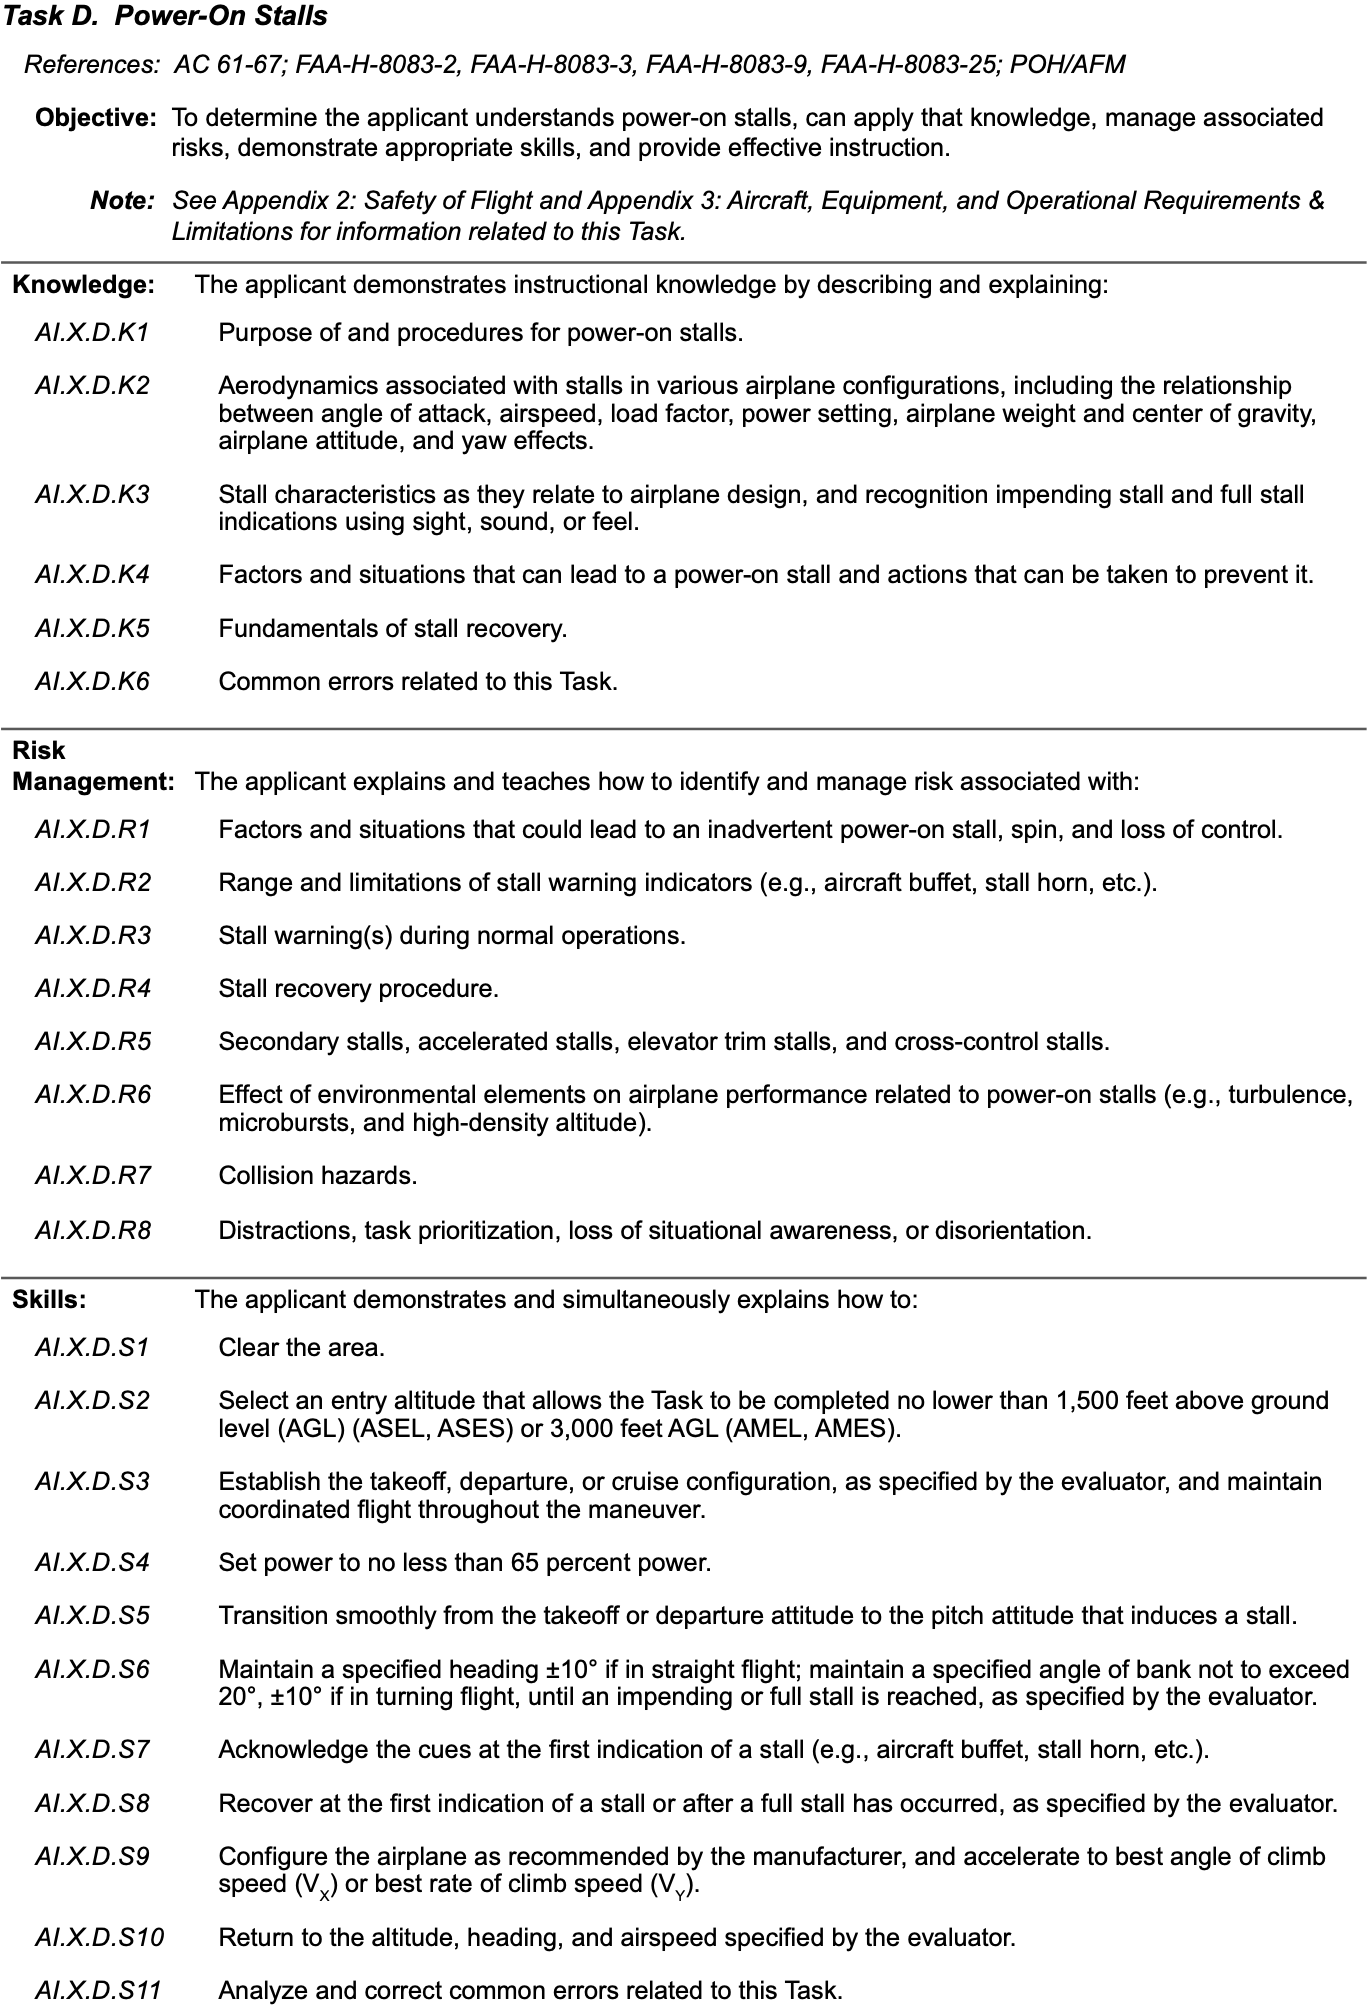 Task D. Power-On Stalls
References: AC 61-67; FAA-H-8083-2, FAA-H-8083-3, FAA-H-8083-9, FAA-H-8083-25; POH/AFM
Objective: To determine the applicant understands power-on stalls, can apply that knowledge, manage associated
risks, demonstrate appropriate skills, and provide effective instruction.
Note: See Appendix 2: Safety of Flight and Appendix 3: Aircraft, Equipment, and Operational Requirements &
Limitations for information related to this Task.
Knowledge: The applicant demonstrates instructional knowledge by describing and explaining:
AI.X.D.K1 Purpose of and procedures for power-on stalls.
AI.X.D.K2 Aerodynamics associated with stalls in various airplane configurations, including the relationship
between angle of attack, airspeed, load factor, power setting, airplane weight and center of gravity,
airplane attitude, and yaw effects.
AI.X.D.K3 Stall characteristics as they relate to airplane design, and recognition impending stall and full stall
indications using sight, sound, or feel.
AI.X.D.K4 Factors and situations that can lead to a power-on stall and actions that can be taken to prevent it.
AI.X.D.K5 Fundamentals of stall recovery.
AI.X.D.K6 Common errors related to this Task.
Risk
Management: The applicant explains and teaches how to identify and manage risk associated with:
AI.X.D.R1 Factors and situations that could lead to an inadvertent power-on stall, spin, and loss of control.
AI.X.D.R2 Range and limitations of stall warning indicators (e.g., aircraft buffet, stall horn, etc.).
AI.X.D.R3 Stall warning(s) during normal operations.
AI.X.D.R4 Stall recovery procedure.
AI.X.D.R5 Secondary stalls, accelerated stalls, elevator trim stalls, and cross-control stalls.
AI.X.D.R6 Effect of environmental elements on airplane performance related to power-on stalls (e.g., turbulence,
microbursts, and high-density altitude).
AI.X.D.R7 Collision hazards.
AI.X.D.R8 Distractions, task prioritization, loss of situational awareness, or disorientation.
Skills: The applicant demonstrates and simultaneously explains how to:
AI.X.D.S1 Clear the area.
AI.X.D.S2 Select an entry altitude that allows the Task to be completed no lower than 1,500 feet above ground
level (AGL) (ASEL, ASES) or 3,000 feet AGL (AMEL, AMES).
AI.X.D.S3 Establish the takeoff, departure, or cruise configuration, as specified by the evaluator, and maintain
coordinated flight throughout the maneuver.
AI.X.D.S4 Set power to no less than 65 percent power.
AI.X.D.S5 Transition smoothly from the takeoff or departure attitude to the pitch attitude that induces a stall.
AI.X.D.S6 Maintain a specified heading ±10° if in straight flight; maintain a specified angle of bank not to exceed
20°, ±10° if in turning flight, until an impending or full stall is reached, as specified by the evaluator.
AI.X.D.S7 Acknowledge the cues at the first indication of a stall (e.g., aircraft buffet, stall horn, etc.).
AI.X.D.S8 Recover at the first indication of a stall or after a full stall has occurred, as specified by the evaluator.
AI.X.D.S9 Configure the airplane as recommended by the manufacturer, and accelerate to best angle of climb
speed (VX) or best rate of climb speed (VY).
AI.X.D.S10 Return to the altitude, heading, and airspeed specified by the evaluator.
AI.X.D.S11 Analyze and correct common errors related to this Task.